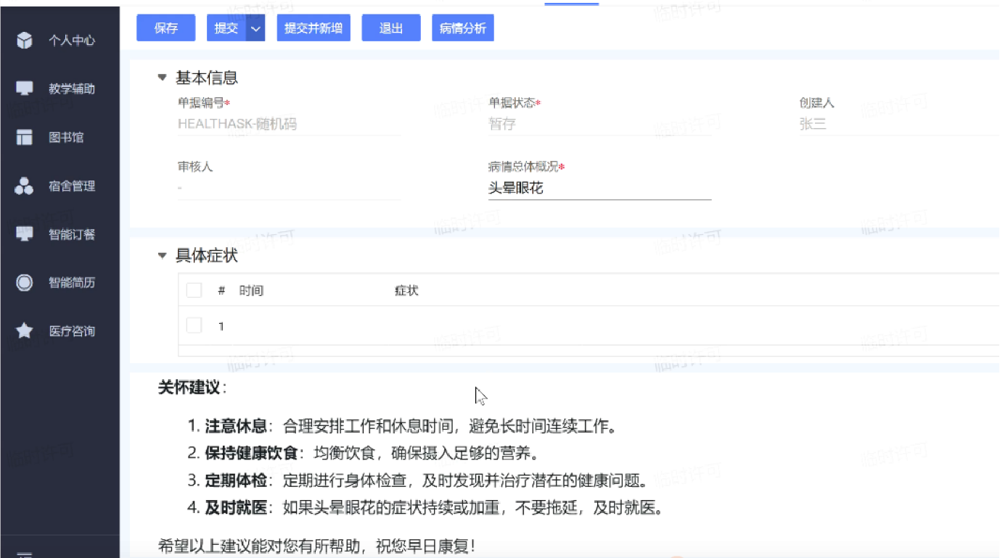 保存 提交 提交并新增 退出 病情分析
个人中心
教学辅助
图书馆
宿舍管理
智能订餐
智能简历
医疗咨询
基本信息
单据编号* 单据状态* 创建人
HEALTHASK-随机码 暂存 张三
审核人 病情总体概况*
- 头晕眼花
具体症状
# 时间 症状
1
关怀建议：
1. 注意休息：合理安排工作和休息时间，避免长时间连续工作。
2. 保持健康饮食：均衡饮食，确保摄入足够的营养。
3. 定期体检：定期进行身体检查，及时发现并治疗潜在的健康问题。
4. 及时就医：如果头晕眼花的症状持续或加重，不要拖延，及时就医。
希望以上建议能对您有所帮助，祝您早日康复！
临时许可